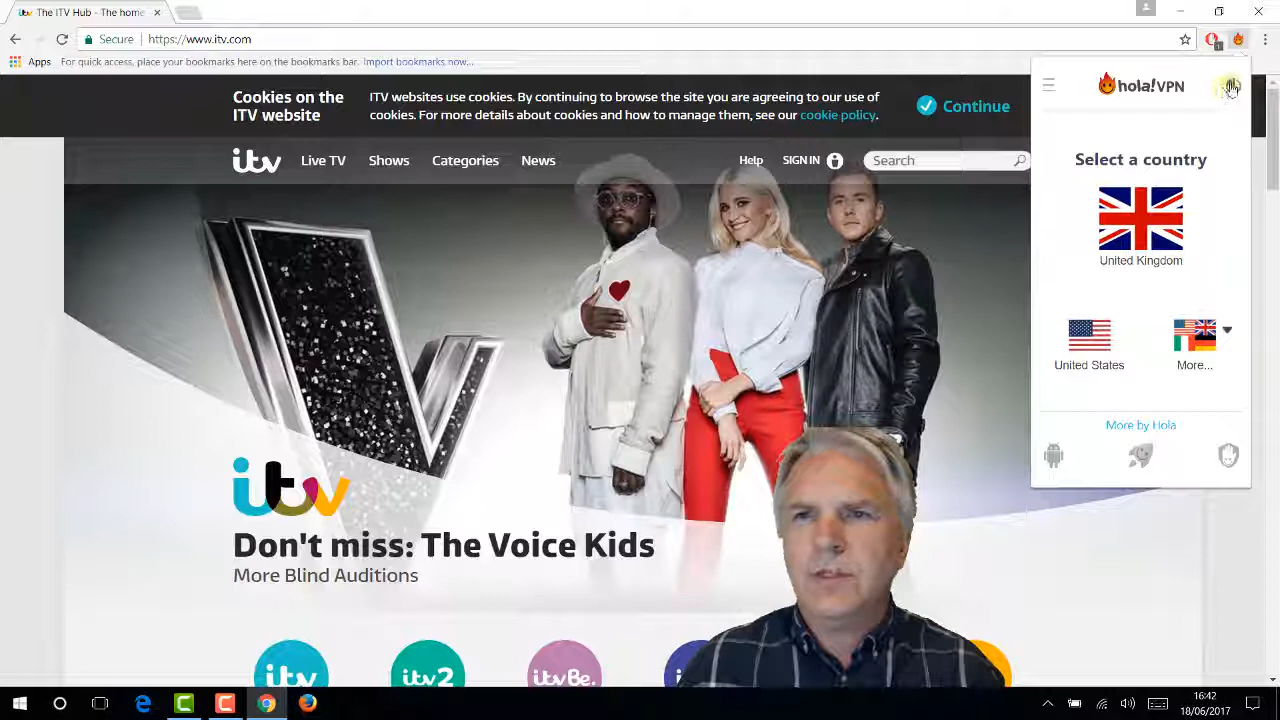 The ITV Hub - The home
Secure
https://www.itv.com
Apps
For quick access, place your bookmarks here on the bookmarks bar. Import bookmarks now...
Cookies on the
ITV website
ITV websites use cookies. By continuing to browse the site you are agreeing to our use of
cookies. For more details about cookies and how to manage them, see our cookie policy.
Continue
itv
Live TV
Shows
Categories
News
Help
SIGN IN
Search
hola!VPN
Select a country
United Kingdom
United States
More...
More by Hola
itv
Don't miss: The Voice Kids
More Blind Auditions
itv
itv2
itvBe.
16:42
18/06/2017